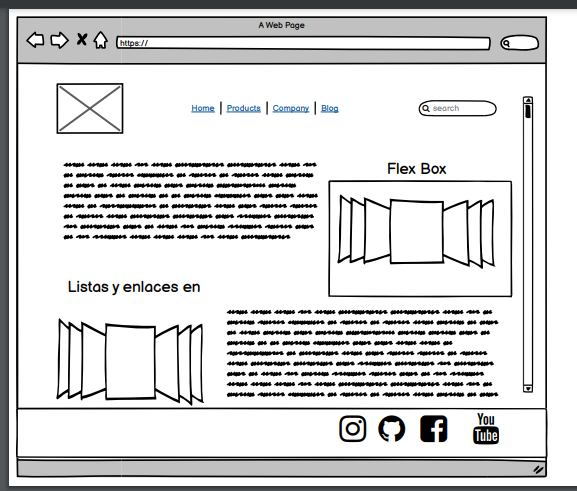 A Web Page
https://
Home | Products | Company | Blog
search
Flex Box
Listas y enlaces en
You
Tube